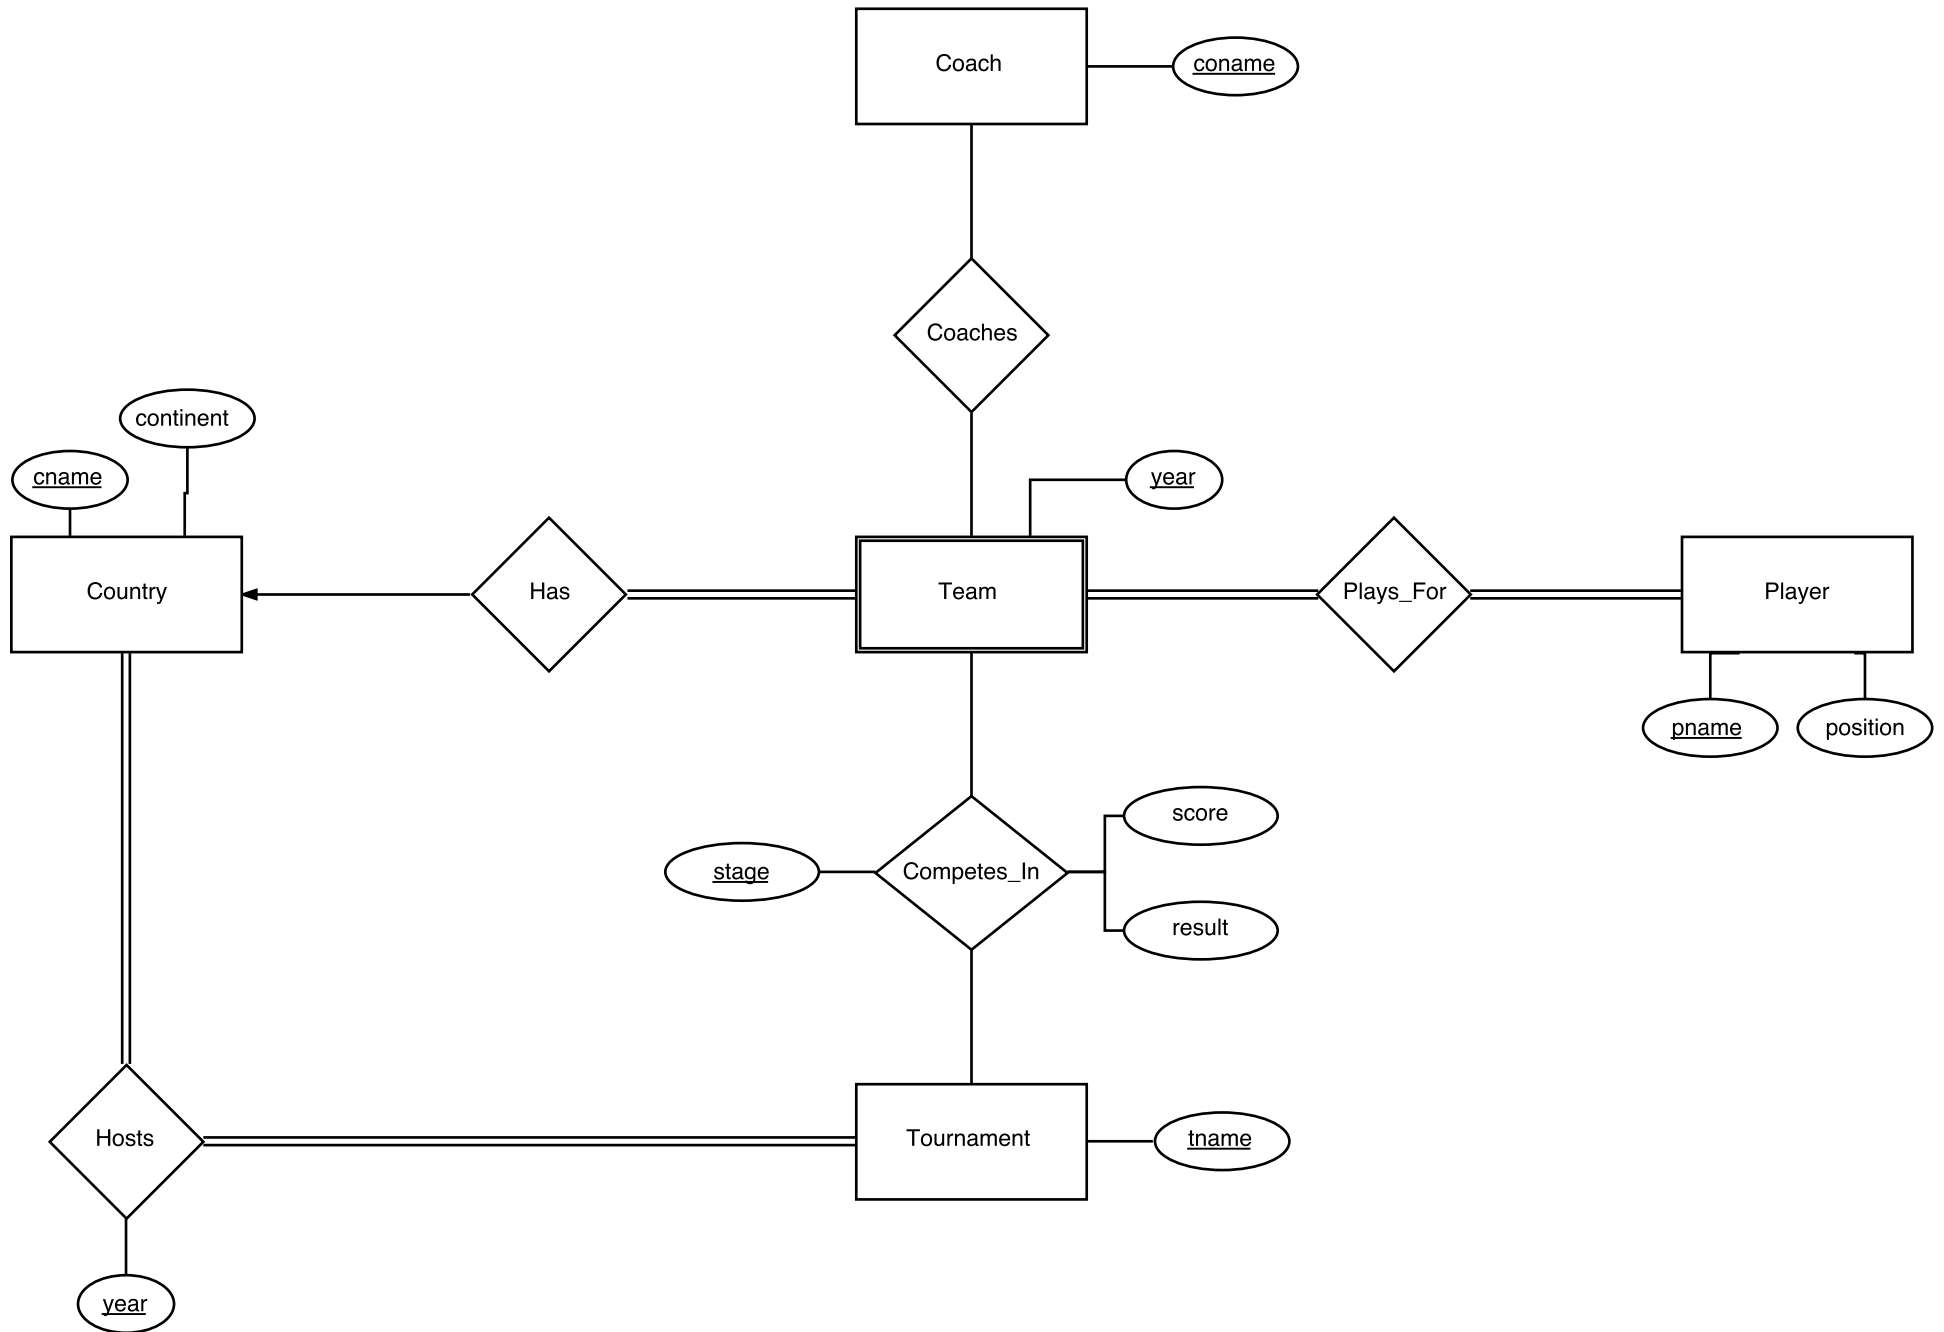 Coach
coname
Coaches
continent
cname
year
Country
Has
Team
Plays_For
Player
pname
position
score
stage
Competes_In
result
Hosts
Tournament
tname
year